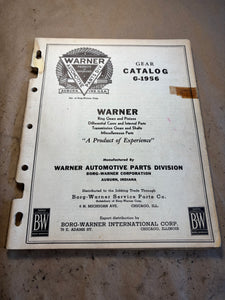 WARNER
AUBURN IND. U.S.A.
GEAR
CATALOG
G-1956
WARNER
Ring Gears and Pinions
Differential Cases and Internal Parts
Transmission Gears and Shafts
Miscellaneous Parts
"A Product of Experience"
Manufactured By
WARNER AUTOMOTIVE PARTS DIVISION
BORG-WARNER CORPORATION
AUBURN, INDIANA
Distributed to the Jobbing Trade Through
Borg-Warner Service Parts Co.
CHICAGO, ILL.
BW
BW
Export distribution by
BORG-WARNER INTERNATIONAL CORP.
CHICAGO, ILLINOIS